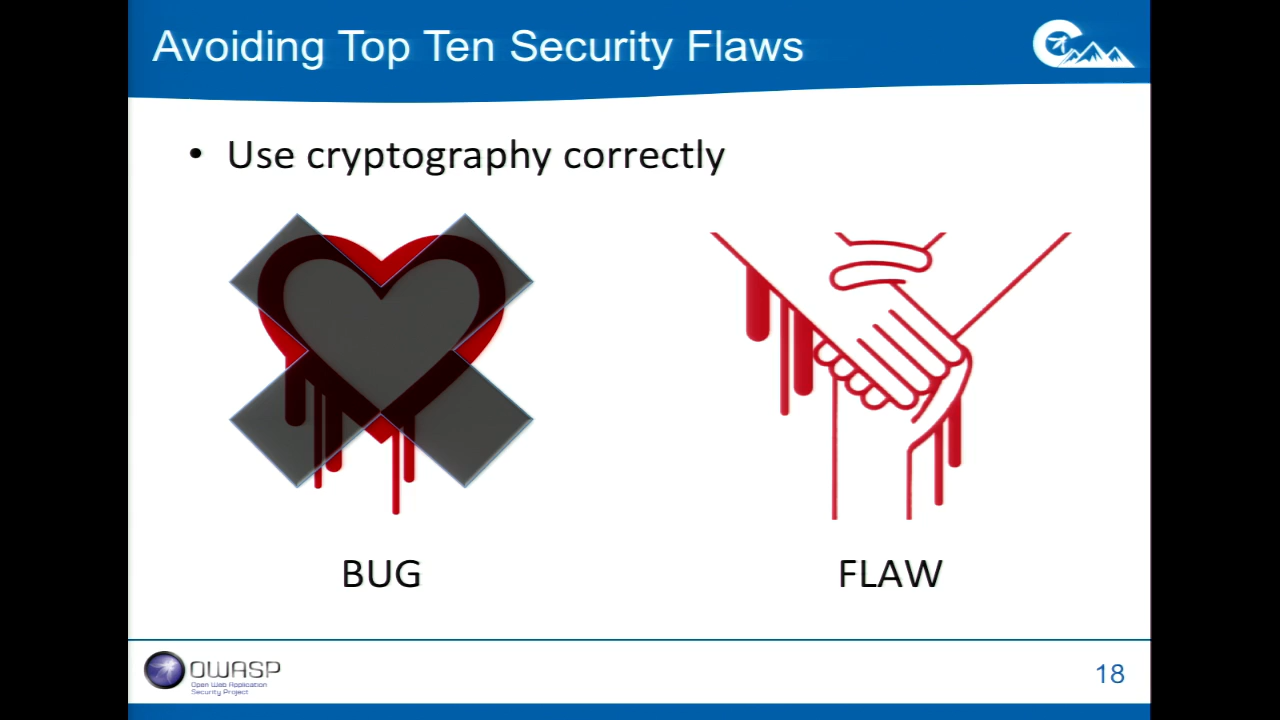 Avoiding Top Ten Security Flaws
• Use cryptography correctly
BUG
FLAW
OWASP
Open Web Application
Security Project
18